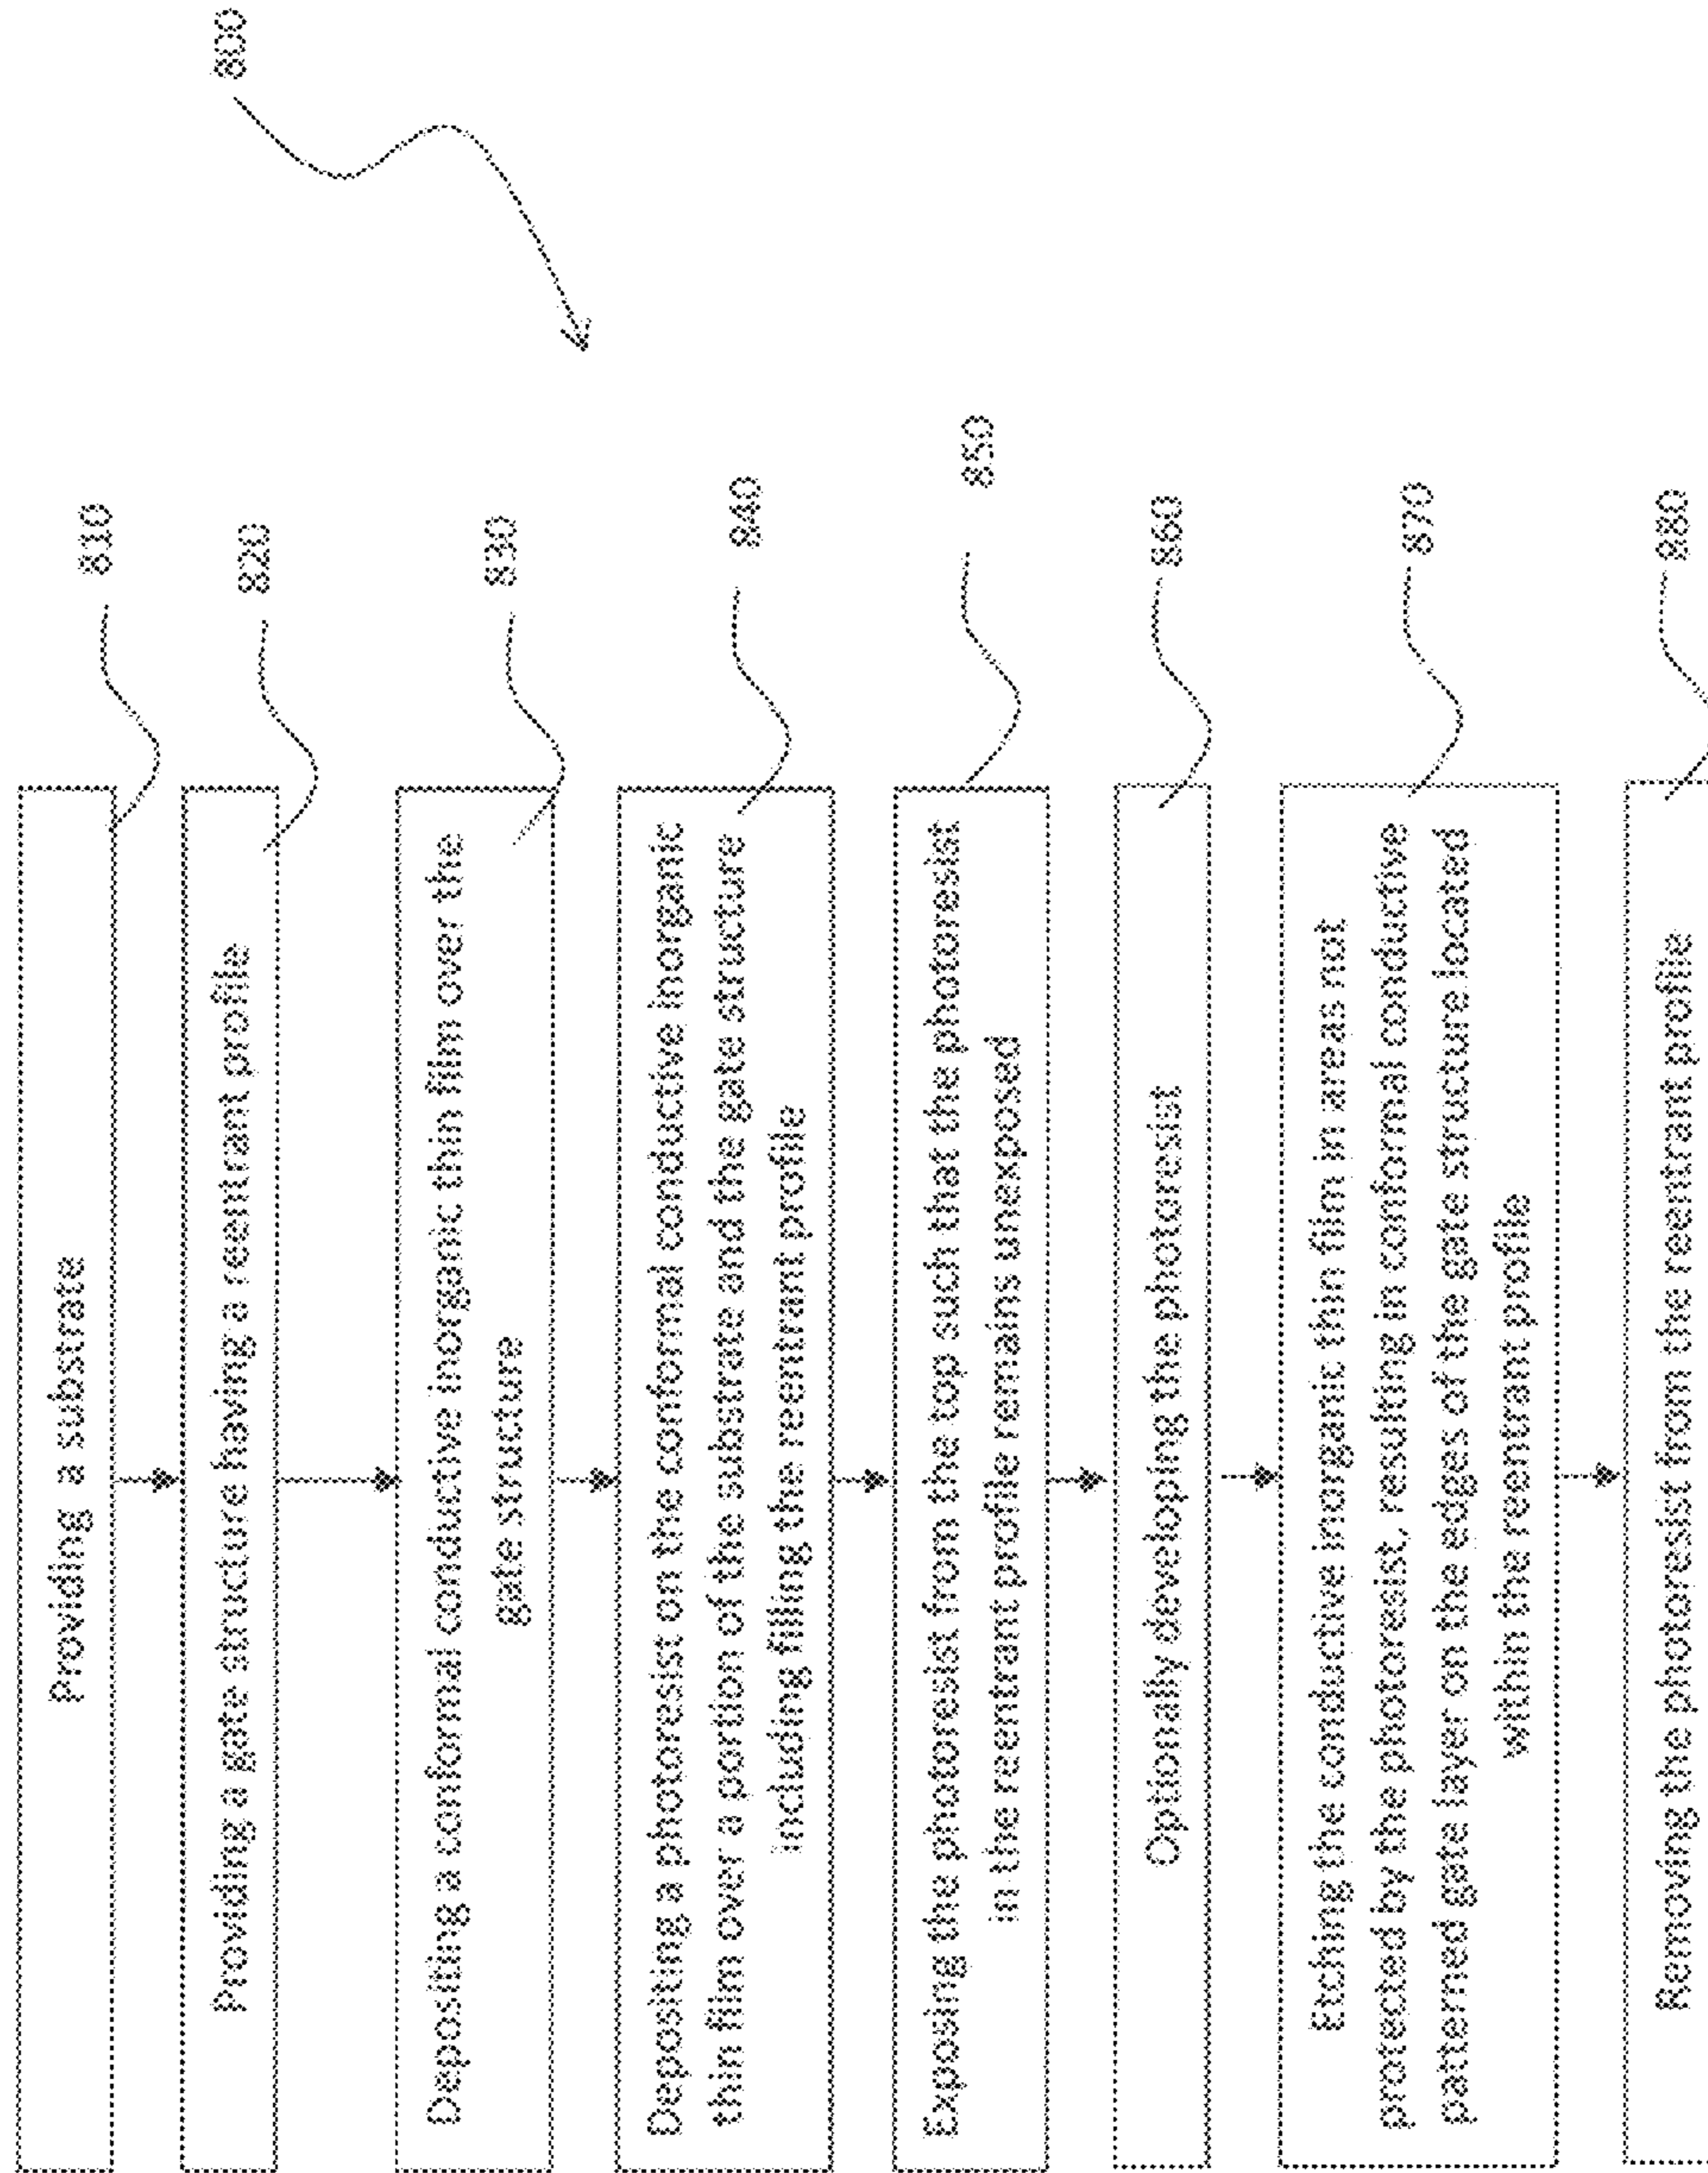 800
Providing a substrate
810
Providing a gate structure having a reentrant profile
820
Depositing a conformal conductive inorganic thin film over the
gate structure
830
Depositing a photoresist on the conformal conductive inorganic
thin film over a portion of the substrate and the gate structure
including filling the reentrant profile
840
Exposing the photoresist from the top such that the photoresist
in the reentrant profile remains unexposed
850
Optionally developing the photoresist
860
Etching the conductive inorganic thin film in areas not
protected by the photoresist, resulting in conformal conductive
patterned gate layer on the edges of the gate structure located
within the reentrant profile
870
Removing the photoresist from the reentrant profile
880